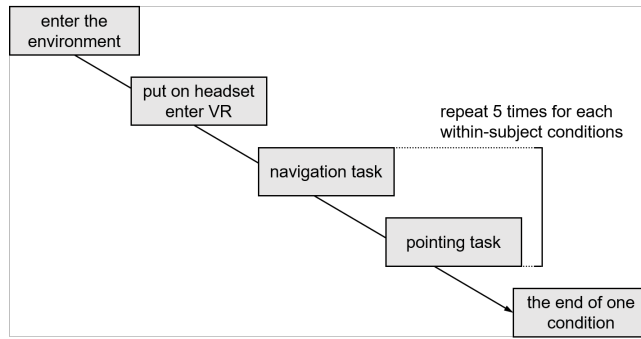 enter the
environment
put on headset
enter VR
repeat 5 times for each
within-subject conditions
navigation task
pointing task
the end of one
condition